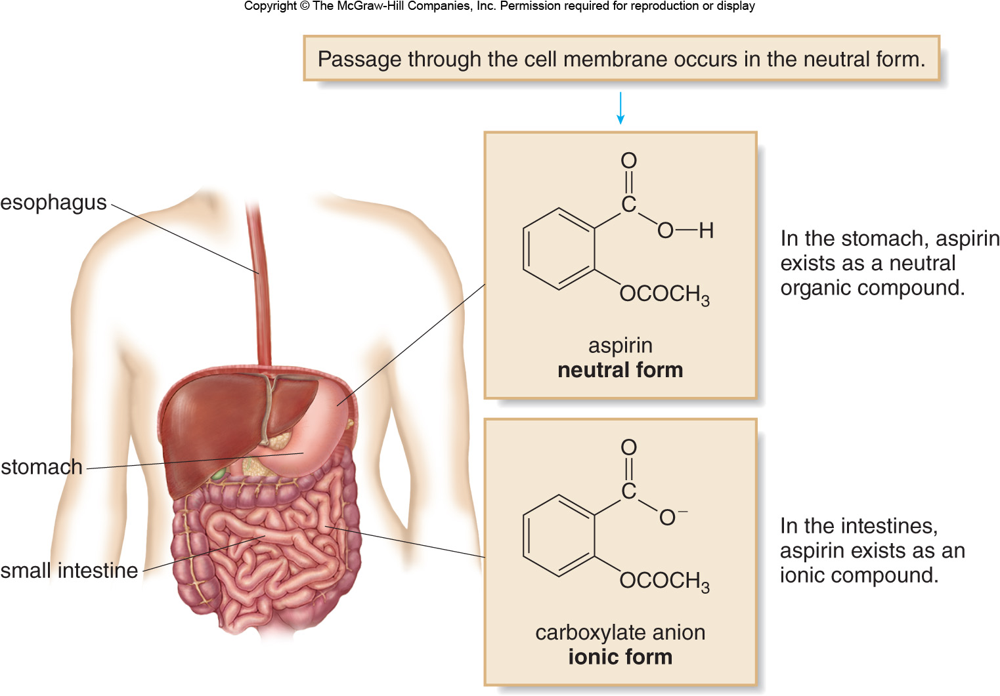 Copyright © The McGraw-Hill Companies, Inc. Permission required for reproduction or display
Passage through the cell membrane occurs in the neutral form.
esophagus
stomach
small intestine
O
C
O—H
OCOCH₃
aspirin
neutral form
In the stomach, aspirin
exists as a neutral
organic compound.
O
C
O⁻
OCOCH₃
carboxylate anion
ionic form
In the intestines,
aspirin exists as an
ionic compound.